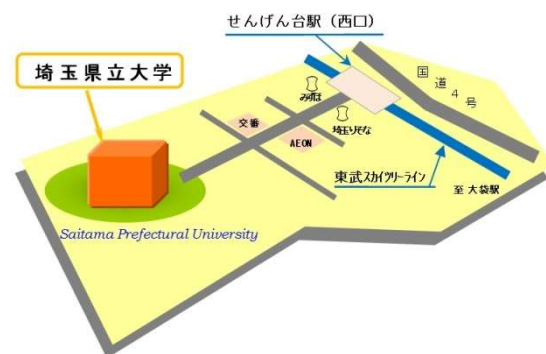 せんげん台駅（西口）
埼玉県立大学
国道4号
みずほ
交番
埼玉りそな
AEON
東武スカイツリーライン
至 大袋駅
Saitama Prefectural University